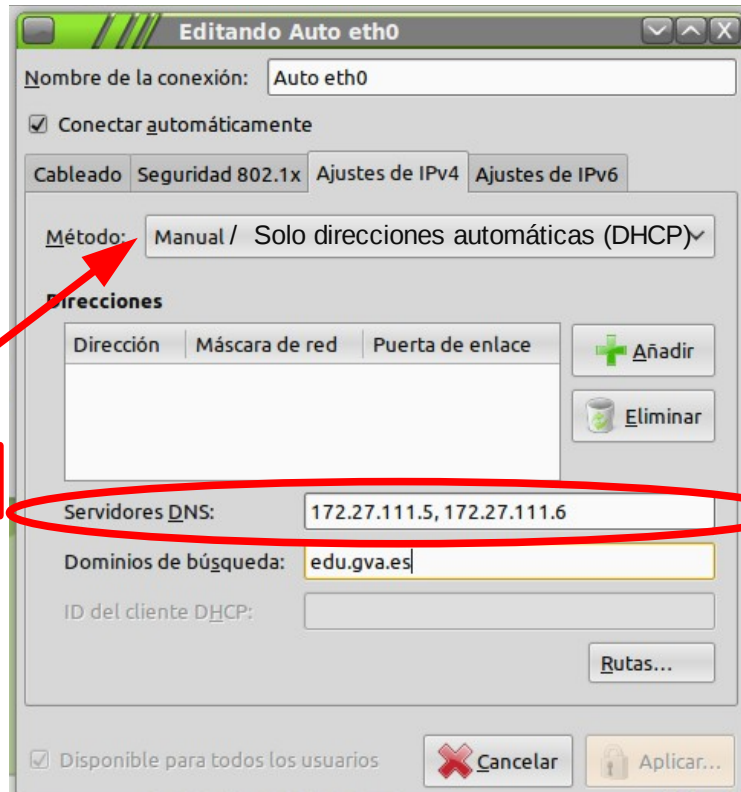 Editando Auto eth0
Nombre de la conexión: Auto eth0
Conectar automáticamente
Cableado Seguridad 802.1x Ajustes de IPv4 Ajustes de IPv6
Método: Manual / Solo direcciones automáticas (DHCP)
Direcciones
Dirección Máscara de red Puerta de enlace
Añadir
Eliminar
Servidores DNS: 172.27.111.5, 172.27.111.6
Dominios de búsqueda: edu.gva.es
ID del cliente DHCP:
Rutas...
Disponible para todos los usuarios Cancelar Aplicar...